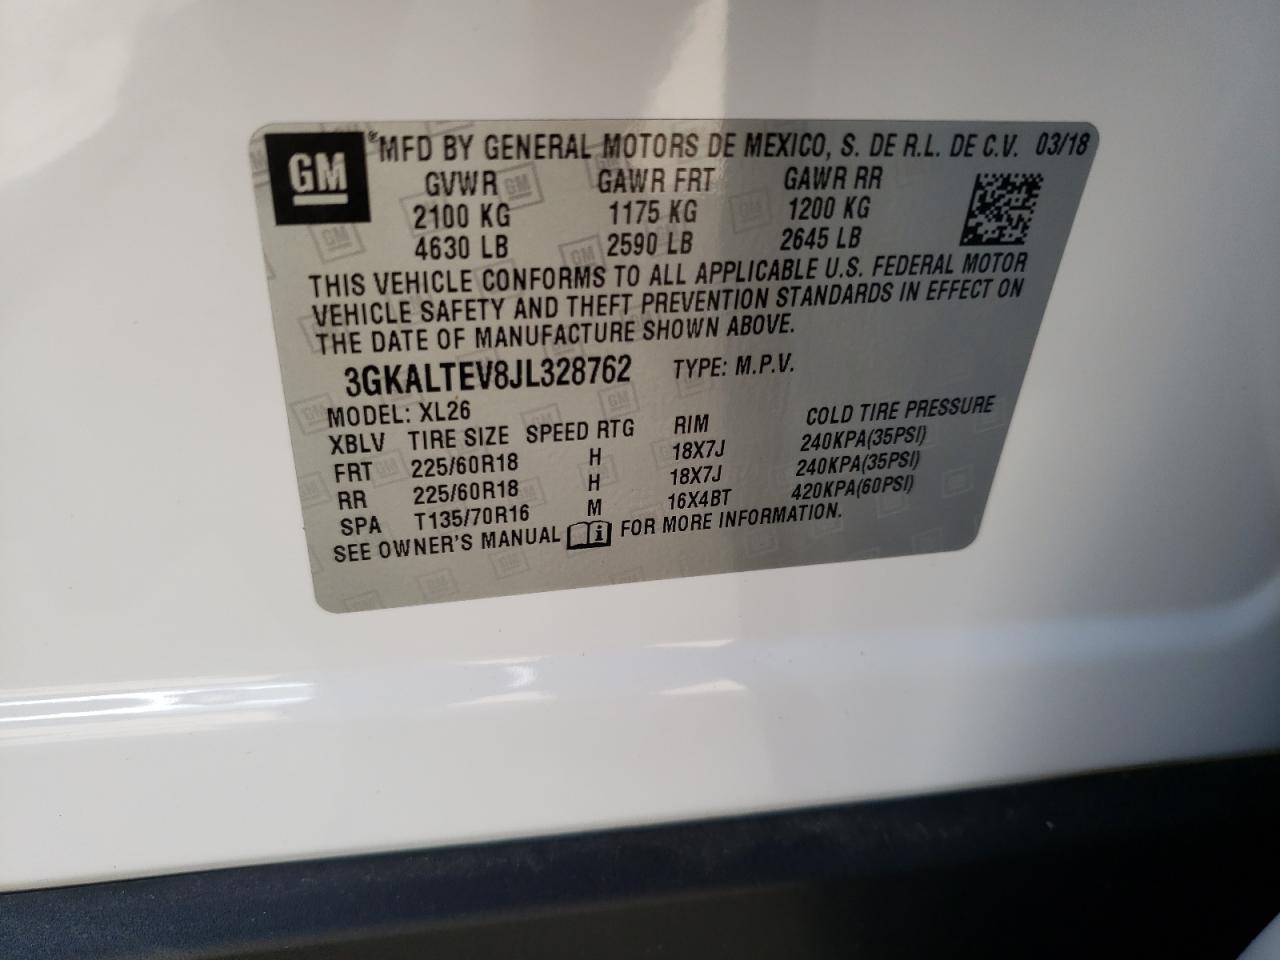 GM ® MFD BY GENERAL MOTORS DE MEXICO, S. DE R.L. DE C.V. 03/18
GVWR GAWR FRT GAWR RR
2100 KG 1175 KG 1200 KG
4630 LB 2590 LB 2645 LB
THIS VEHICLE CONFORMS TO ALL APPLICABLE U.S. FEDERAL MOTOR
VEHICLE SAFETY AND THEFT PREVENTION STANDARDS IN EFFECT ON
THE DATE OF MANUFACTURE SHOWN ABOVE.
3GKALTEV8JL328762 TYPE: M.P.V.
MODEL: XL26
XBLV TIRE SIZE SPEED RTG RIM COLD TIRE PRESSURE
FRT 225/60R18 H 18X7J 240KPA(35PSI)
RR 225/60R18 H 18X7J 240KPA(35PSI)
SPA T135/70R16 M 16X4BT 420KPA(60PSI)
SEE OWNER'S MANUAL i FOR MORE INFORMATION.